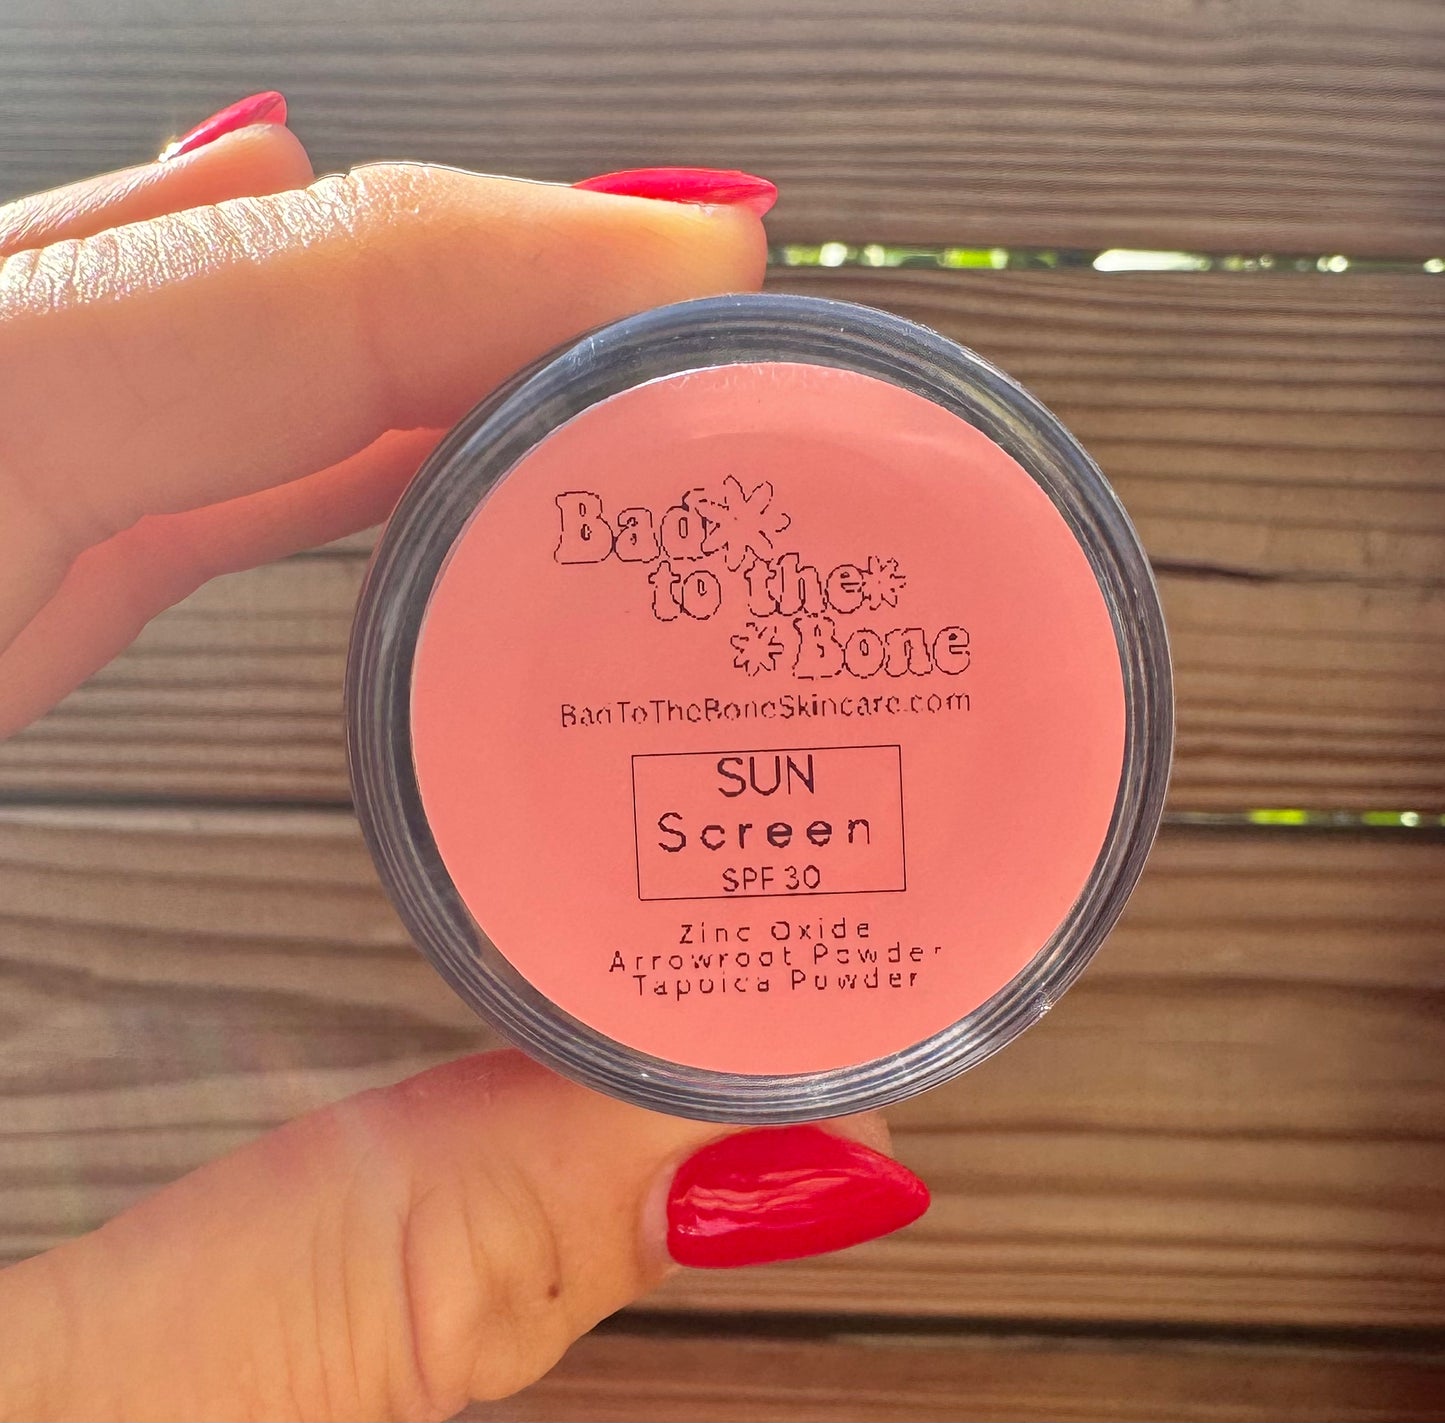 Bad
to the
Bone
BadToTheBoneSkincare.com
SUN
Screen
SPF 30
Zinc Oxide
Arrowroot Powder
Tapoica Powder